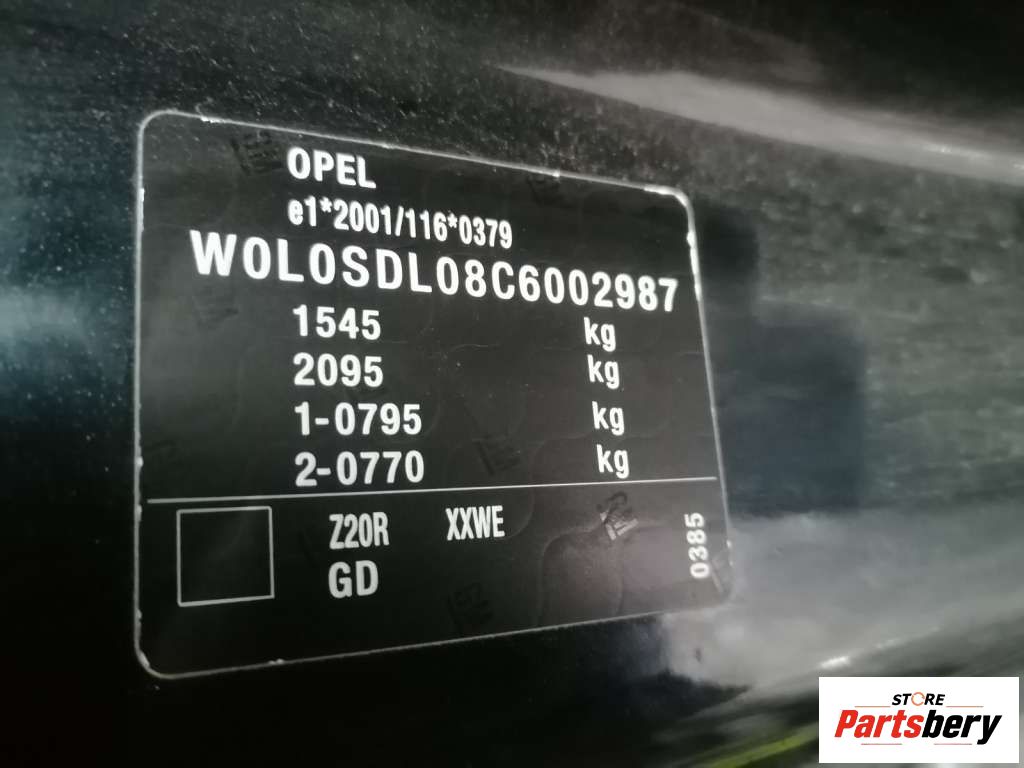 OPEL
e1*2001/116*0379
W0L0SDL08C6002987
1545 kg
2095 kg
1-0795 kg
2-0770 kg
Z20R XXWE
GD
0385
STORE
Partsbery